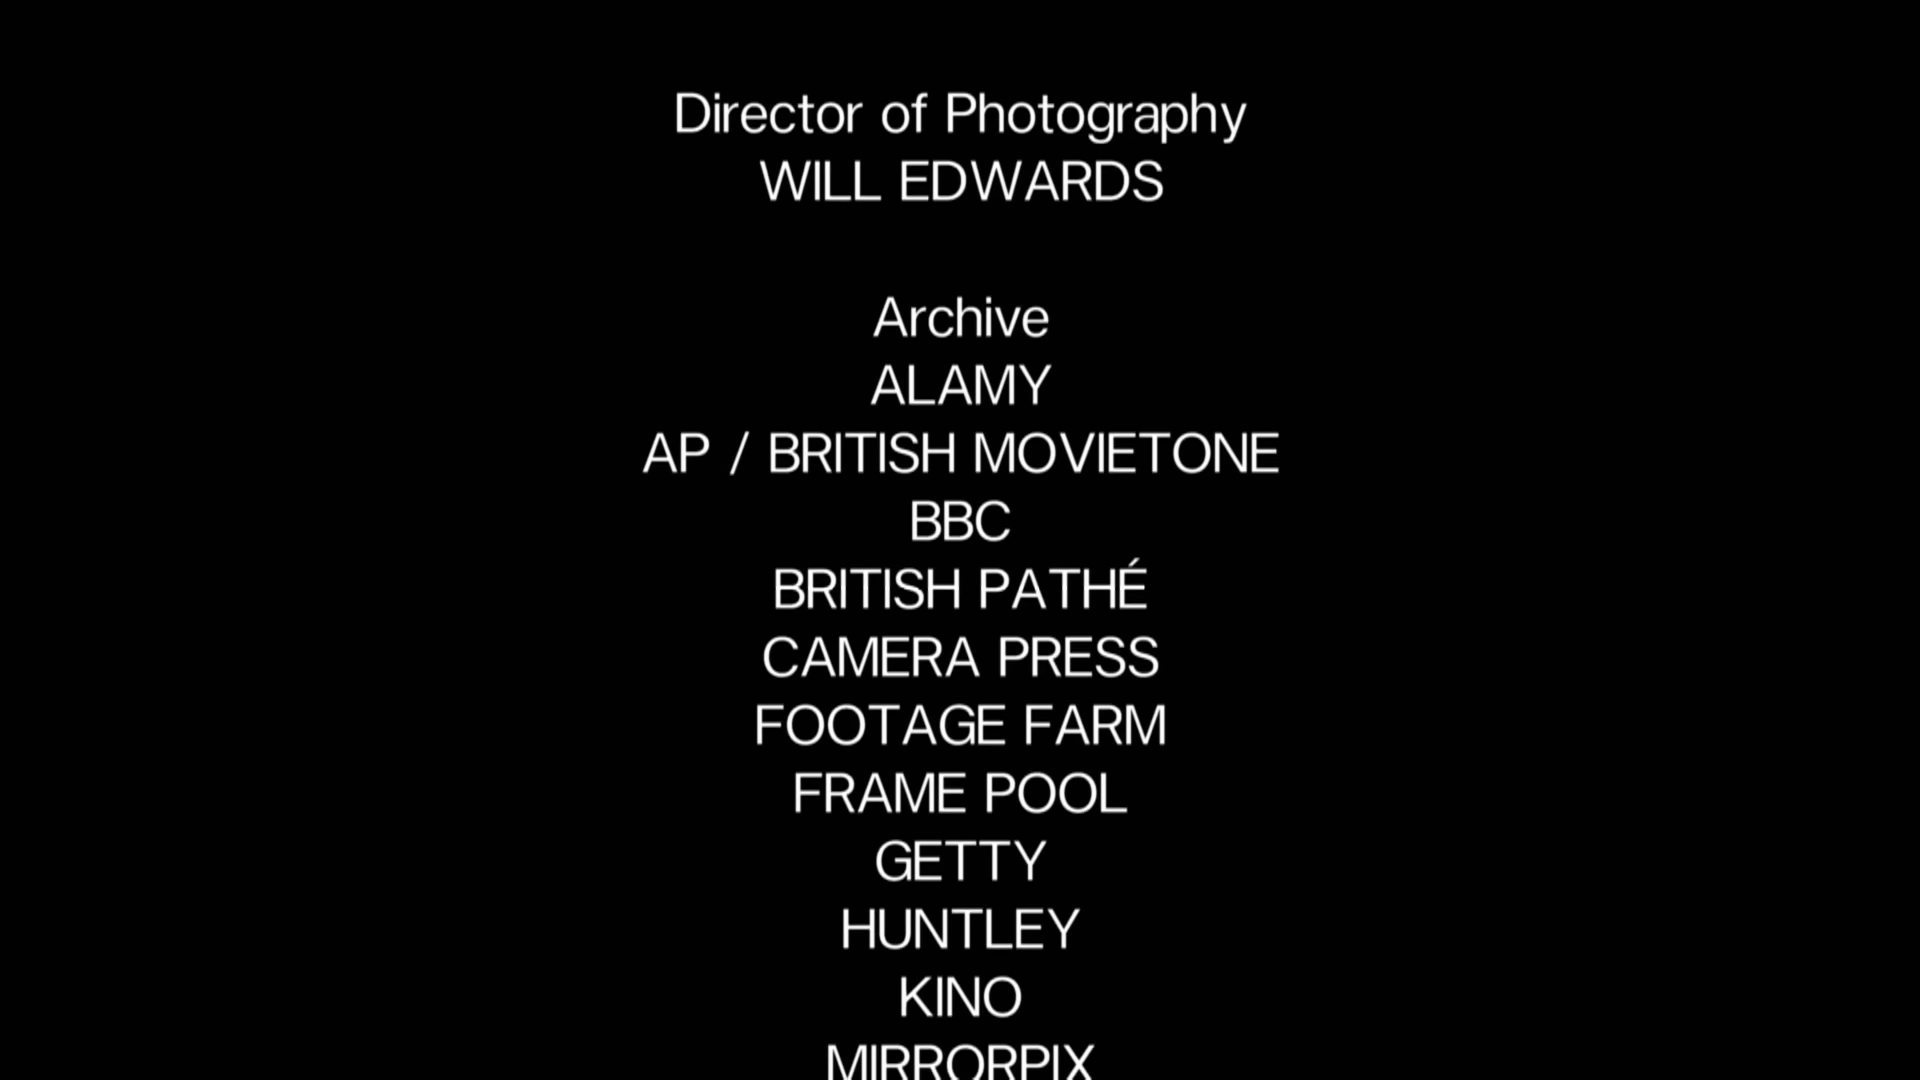 Director of Photography
WILL EDWARDS
Archive
ALAMY
AP / BRITISH MOVIETONE
BBC
BRITISH PATHÉ
CAMERA PRESS
FOOTAGE FARM
FRAME POOL
GETTY
HUNTLEY
KINO
MIRRORPIX